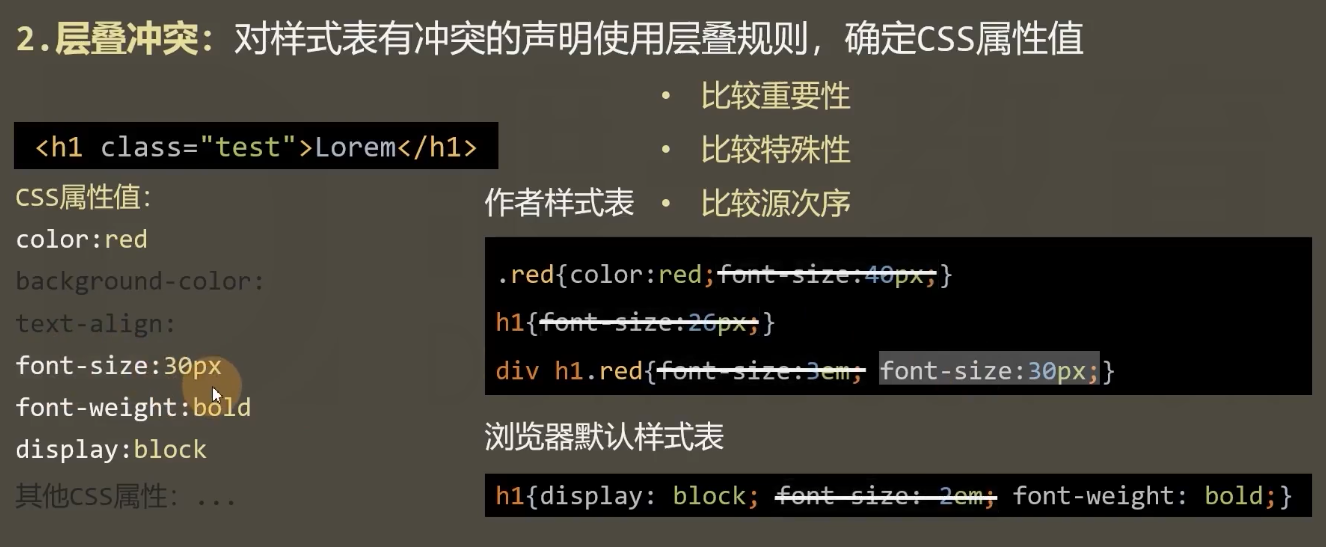 2.层叠冲突：对样式表有冲突的声明使用层叠规则，确定CSS属性值
• 比较重要性
• 比较特殊性
• 比较源次序
<h1 class="test">Lorem</h1>
CSS属性值：
color:red
background-color:
text-align:
font-size:30px
font-weight:bold
display:block
其他CSS属性：...
作者样式表
.red{color:red;font-size:40px;}
h1{font-size:26px;}
div h1.red{font-size:3em; font-size:30px;}
浏览器默认样式表
h1{display: block; font-size: 2em; font-weight: bold;}